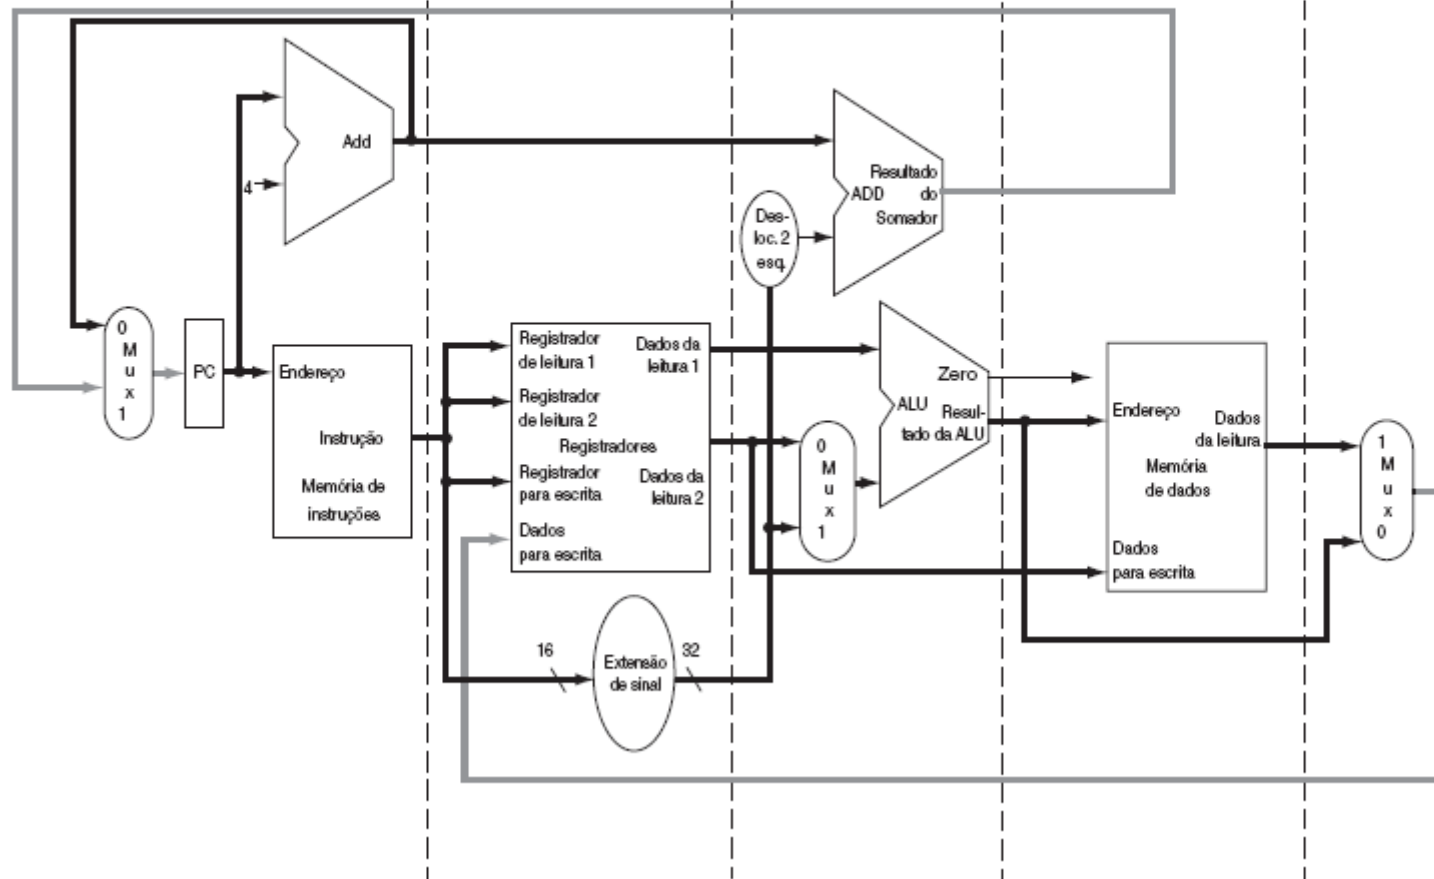 Add
4
Resultado
ADD do
Somador
Des-
loc. 2
esq.
0
M
u
x
1
PC
Endereço
Instrução
Memória de
instruções
Registrador
de leitura 1
Dados da
leitura 1
Registrador
de leitura 2
Registradores
Registrador
para escrita
Dados da
leitura 2
Dados
para escrita
16
Extensão
de sinal
32
0
M
u
x
1
Zero
ALU
Resul-
tado da ALU
Endereço
Dados
da leitura
Memória
de dados
Dados
para escrita
1
M
u
x
0